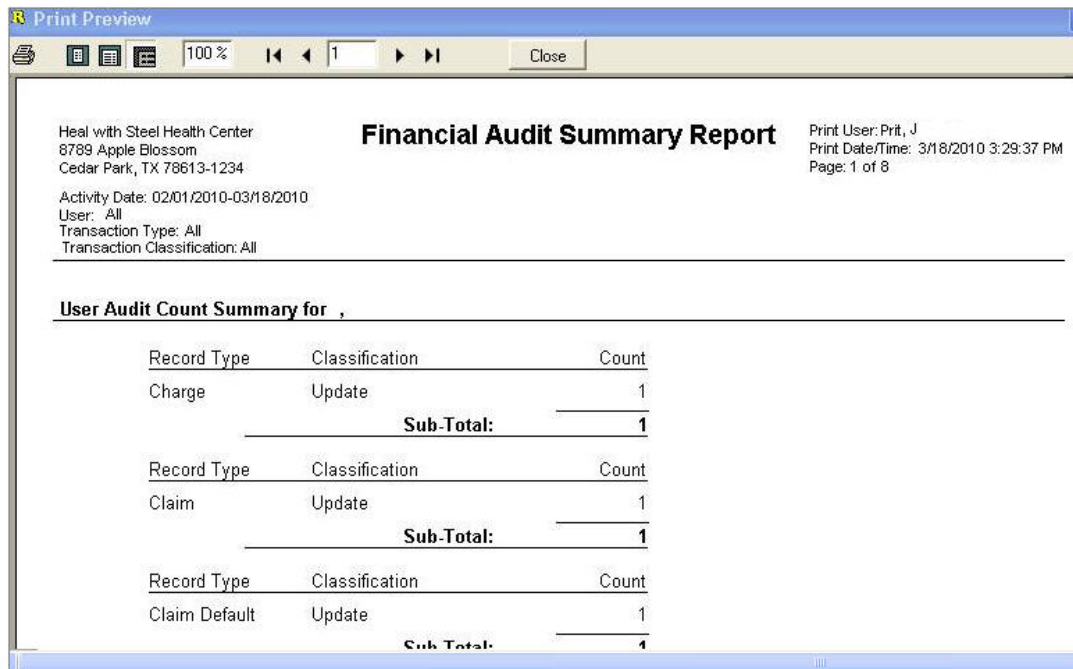 Print Preview
100 % 1 Close
Heal with Steel Health Center
8789 Apple Blossom
Cedar Park, TX 78613-1234
Financial Audit Summary Report
Print User: Prit, J
Print Date/Time: 3/18/2010 3:29:37 PM
Page: 1 of 8
Activity Date: 02/01/2010-03/18/2010
User: All
Transaction Type: All
Transaction Classification: All
User Audit Count Summary for ,
Record Type Classification Count
Charge Update 1
Sub-Total: 1
Record Type Classification Count
Claim Update 1
Sub-Total: 1
Record Type Classification Count
Claim Default Update 1
Sub-Total: 1